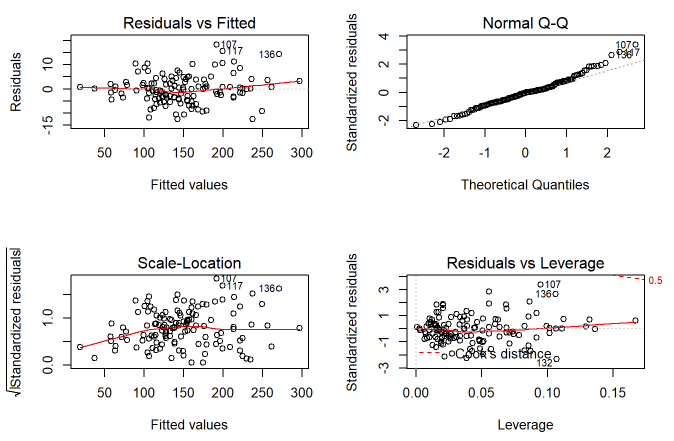 Residuals vs Fitted
Residuals
-15 0 10
107
117
136
50 100 150 200 250 300
Fitted values
Normal Q-Q
Standardized residuals
-2 0 2 4
107
117
136
-2 -1 0 1 2
Theoretical Quantiles
Scale-Location
√|Standardized residuals|
0.0 1.0
107
117
136
50 100 150 200 250 300
Fitted values
Residuals vs Leverage
Standardized residuals
-3 -1 1 3
0.5
107
136
Cook's distance
132
0.00 0.05 0.10 0.15
Leverage